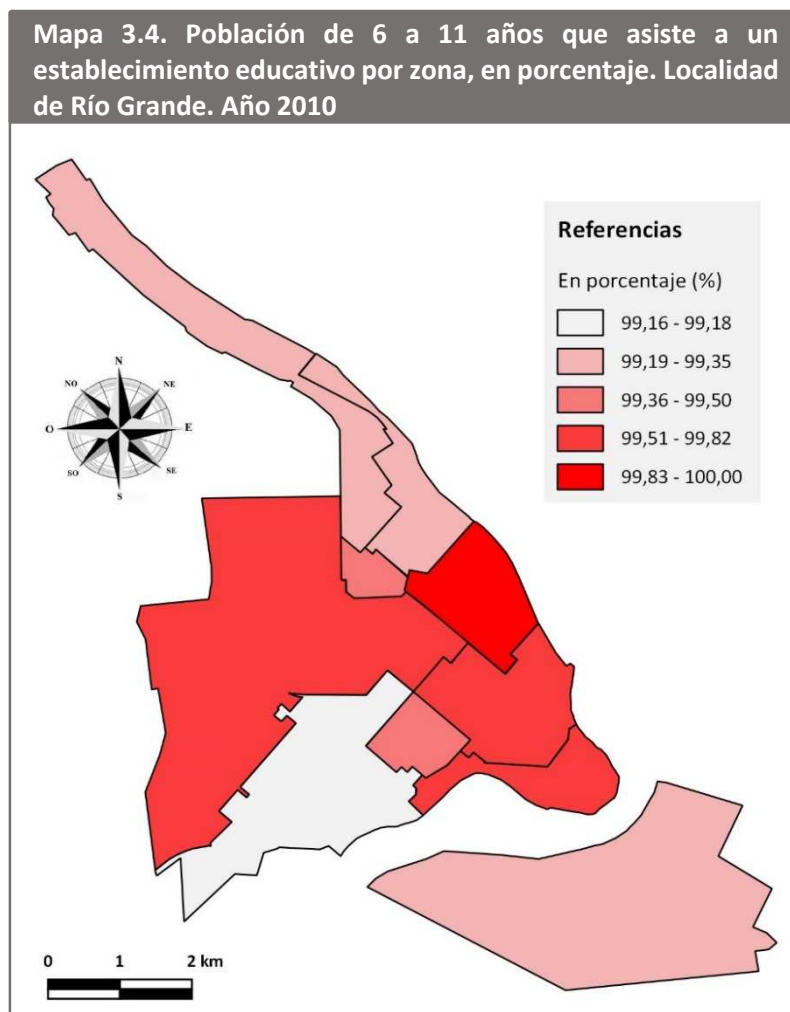 Mapa 3.4. Población de 6 a 11 años que asiste a un
establecimiento educativo por zona, en porcentaje. Localidad
de Río Grande. Año 2010
Referencias
En porcentaje (%)
99,16 - 99,18
99,19 - 99,35
99,36 - 99,50
99,51 - 99,82
99,83 - 100,00
N
NO
NE
O
E
SO
SE
S
0 1 2 km